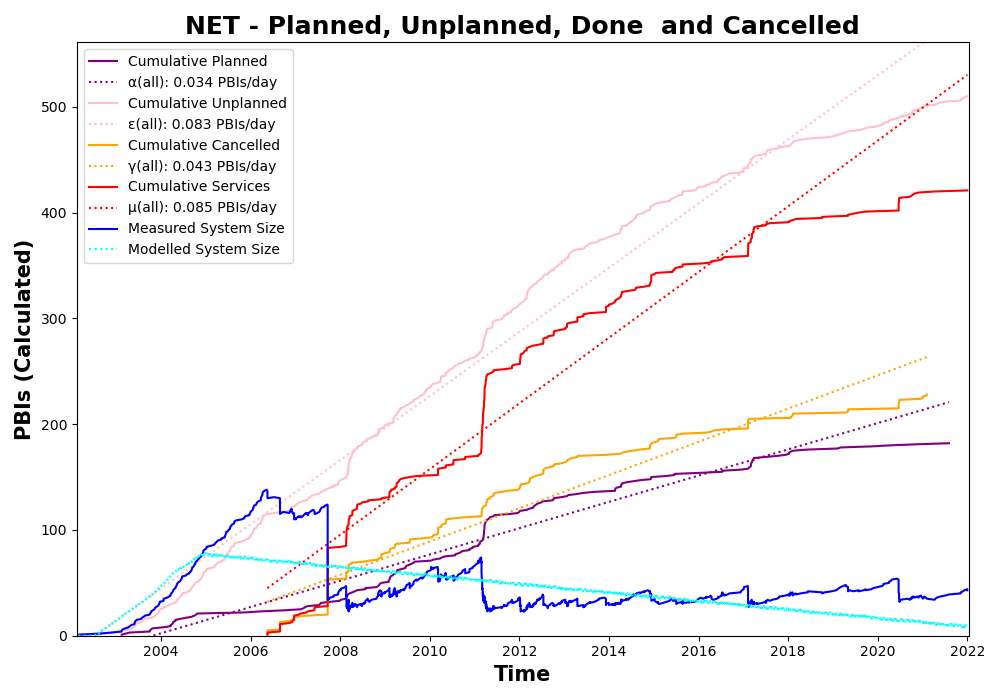 NET - Planned, Unplanned, Done  and Cancelled
Cumulative Planned
α(all): 0.034 PBIs/day
Cumulative Unplanned
ε(all): 0.083 PBIs/day
Cumulative Cancelled
γ(all): 0.043 PBIs/day
Cumulative Services
μ(all): 0.085 PBIs/day
Measured System Size
Modelled System Size
PBIs (Calculated)
500
400
300
200
100
0
2004 2006 2008 2010 2012 2014 2016 2018 2020 2022
Time